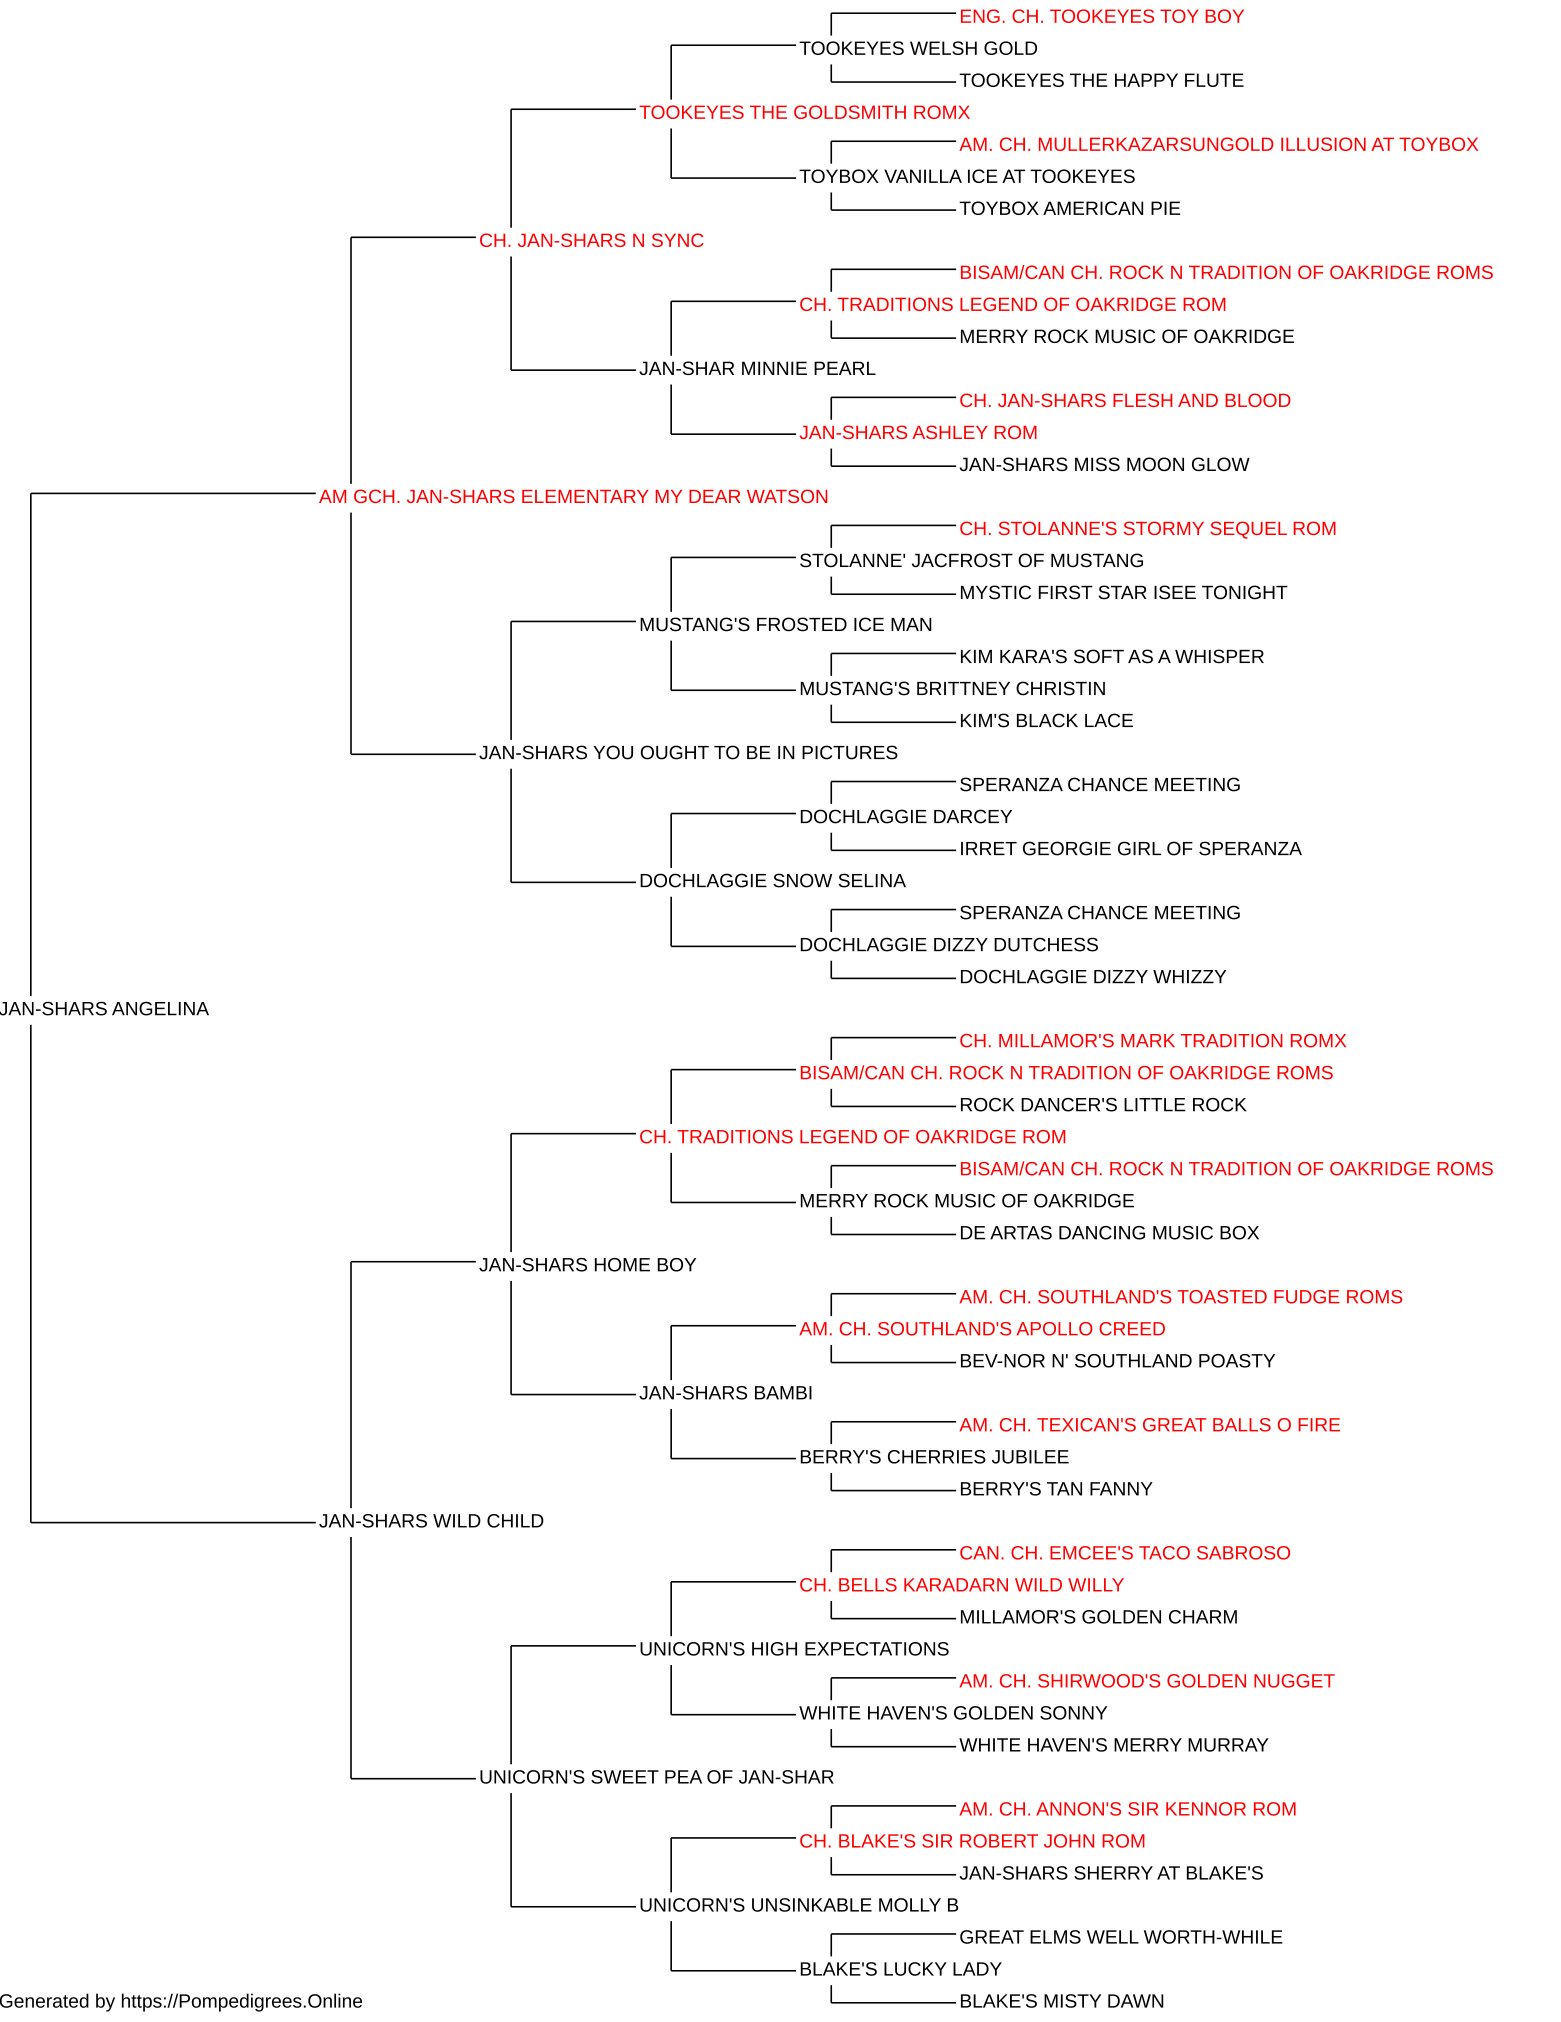 ENG. CH. TOOKEYES TOY BOY
TOOKEYES WELSH GOLD
TOOKEYES THE HAPPY FLUTE
TOOKEYES THE GOLDSMITH ROMX
AM. CH. MULLERKAZARSUNGOLD ILLUSION AT TOYBOX
TOYBOX VANILLA ICE AT TOOKEYES
TOYBOX AMERICAN PIE
CH. JAN-SHARS N SYNC
BISAM/CAN CH. ROCK N TRADITION OF OAKRIDGE ROMS
CH. TRADITIONS LEGEND OF OAKRIDGE ROM
MERRY ROCK MUSIC OF OAKRIDGE
JAN-SHAR MINNIE PEARL
CH. JAN-SHARS FLESH AND BLOOD
JAN-SHARS ASHLEY ROM
JAN-SHARS MISS MOON GLOW
AM GCH. JAN-SHARS ELEMENTARY MY DEAR WATSON
CH. STOLANNE'S STORMY SEQUEL ROM
STOLANNE' JACFROST OF MUSTANG
MYSTIC FIRST STAR ISEE TONIGHT
MUSTANG'S FROSTED ICE MAN
KIM KARA'S SOFT AS A WHISPER
MUSTANG'S BRITTNEY CHRISTIN
KIM'S BLACK LACE
JAN-SHARS YOU OUGHT TO BE IN PICTURES
SPERANZA CHANCE MEETING
DOCHLAGGIE DARCEY
IRRET GEORGIE GIRL OF SPERANZA
DOCHLAGGIE SNOW SELINA
SPERANZA CHANCE MEETING
DOCHLAGGIE DIZZY DUTCHESS
DOCHLAGGIE DIZZY WHIZZY
JAN-SHARS ANGELINA
CH. MILLAMOR'S MARK TRADITION ROMX
BISAM/CAN CH. ROCK N TRADITION OF OAKRIDGE ROMS
ROCK DANCER'S LITTLE ROCK
CH. TRADITIONS LEGEND OF OAKRIDGE ROM
BISAM/CAN CH. ROCK N TRADITION OF OAKRIDGE ROMS
MERRY ROCK MUSIC OF OAKRIDGE
DE ARTAS DANCING MUSIC BOX
JAN-SHARS HOME BOY
AM. CH. SOUTHLAND'S TOASTED FUDGE ROMS
AM. CH. SOUTHLAND'S APOLLO CREED
BEV-NOR N' SOUTHLAND POASTY
JAN-SHARS BAMBI
AM. CH. TEXICAN'S GREAT BALLS O FIRE
BERRY'S CHERRIES JUBILEE
BERRY'S TAN FANNY
JAN-SHARS WILD CHILD
CAN. CH. EMCEE'S TACO SABROSO
CH. BELLS KARADARN WILD WILLY
MILLAMOR'S GOLDEN CHARM
UNICORN'S HIGH EXPECTATIONS
AM. CH. SHIRWOOD'S GOLDEN NUGGET
WHITE HAVEN'S GOLDEN SONNY
WHITE HAVEN'S MERRY MURRAY
UNICORN'S SWEET PEA OF JAN-SHAR
AM. CH. ANNON'S SIR KENNOR ROM
CH. BLAKE'S SIR ROBERT JOHN ROM
JAN-SHARS SHERRY AT BLAKE'S
UNICORN'S UNSINKABLE MOLLY B
GREAT ELMS WELL WORTH-WHILE
BLAKE'S LUCKY LADY
BLAKE'S MISTY DAWN
Generated by https://Pompedigrees.Online